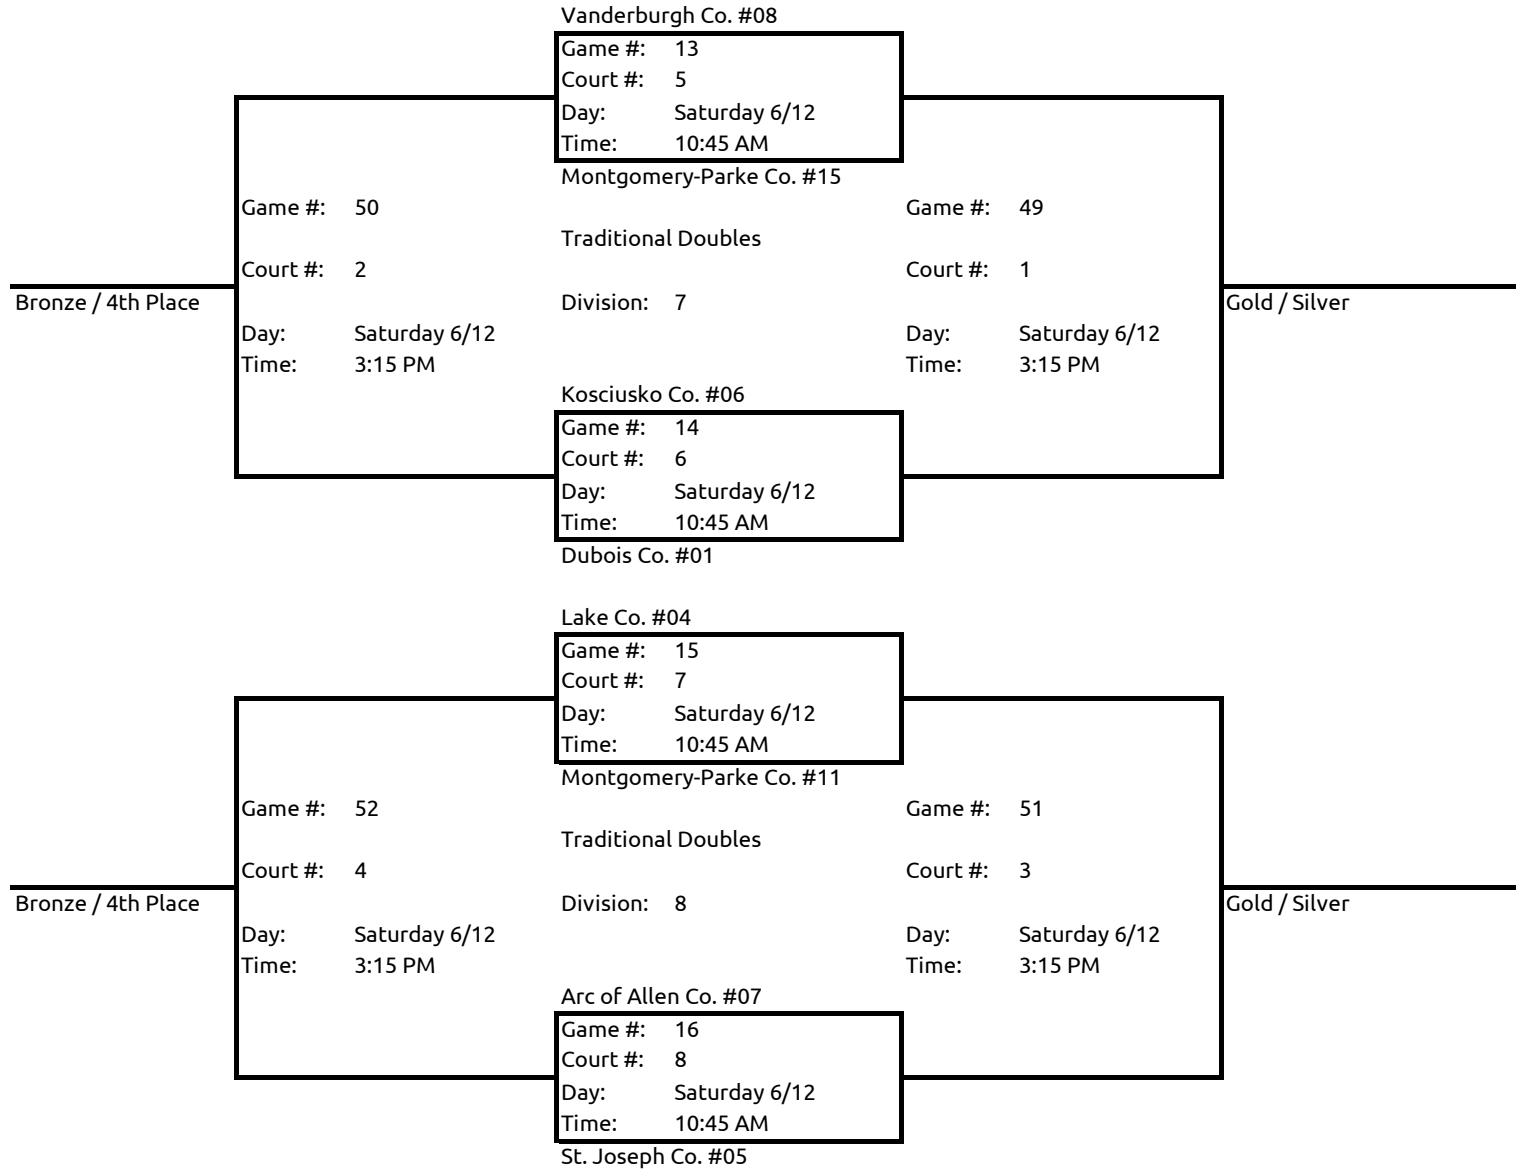 Vanderburgh Co. #08
Game #: 13
Court #: 5
Day: Saturday 6/12
Time: 10:45 AM
Montgomery-Parke Co. #15
Game #: 50
Game #: 49
Traditional Doubles
Court #: 2
Court #: 1
Bronze / 4th Place
Division: 7
Gold / Silver
Day: Saturday 6/12
Day: Saturday 6/12
Time: 3:15 PM
Time: 3:15 PM
Kosciusko Co. #06
Game #: 14
Court #: 6
Day: Saturday 6/12
Time: 10:45 AM
Dubois Co. #01
Lake Co. #04
Game #: 15
Court #: 7
Day: Saturday 6/12
Time: 10:45 AM
Montgomery-Parke Co. #11
Game #: 52
Game #: 51
Traditional Doubles
Court #: 4
Court #: 3
Bronze / 4th Place
Division: 8
Gold / Silver
Day: Saturday 6/12
Day: Saturday 6/12
Time: 3:15 PM
Time: 3:15 PM
Arc of Allen Co. #07
Game #: 16
Court #: 8
Day: Saturday 6/12
Time: 10:45 AM
St. Joseph Co. #05